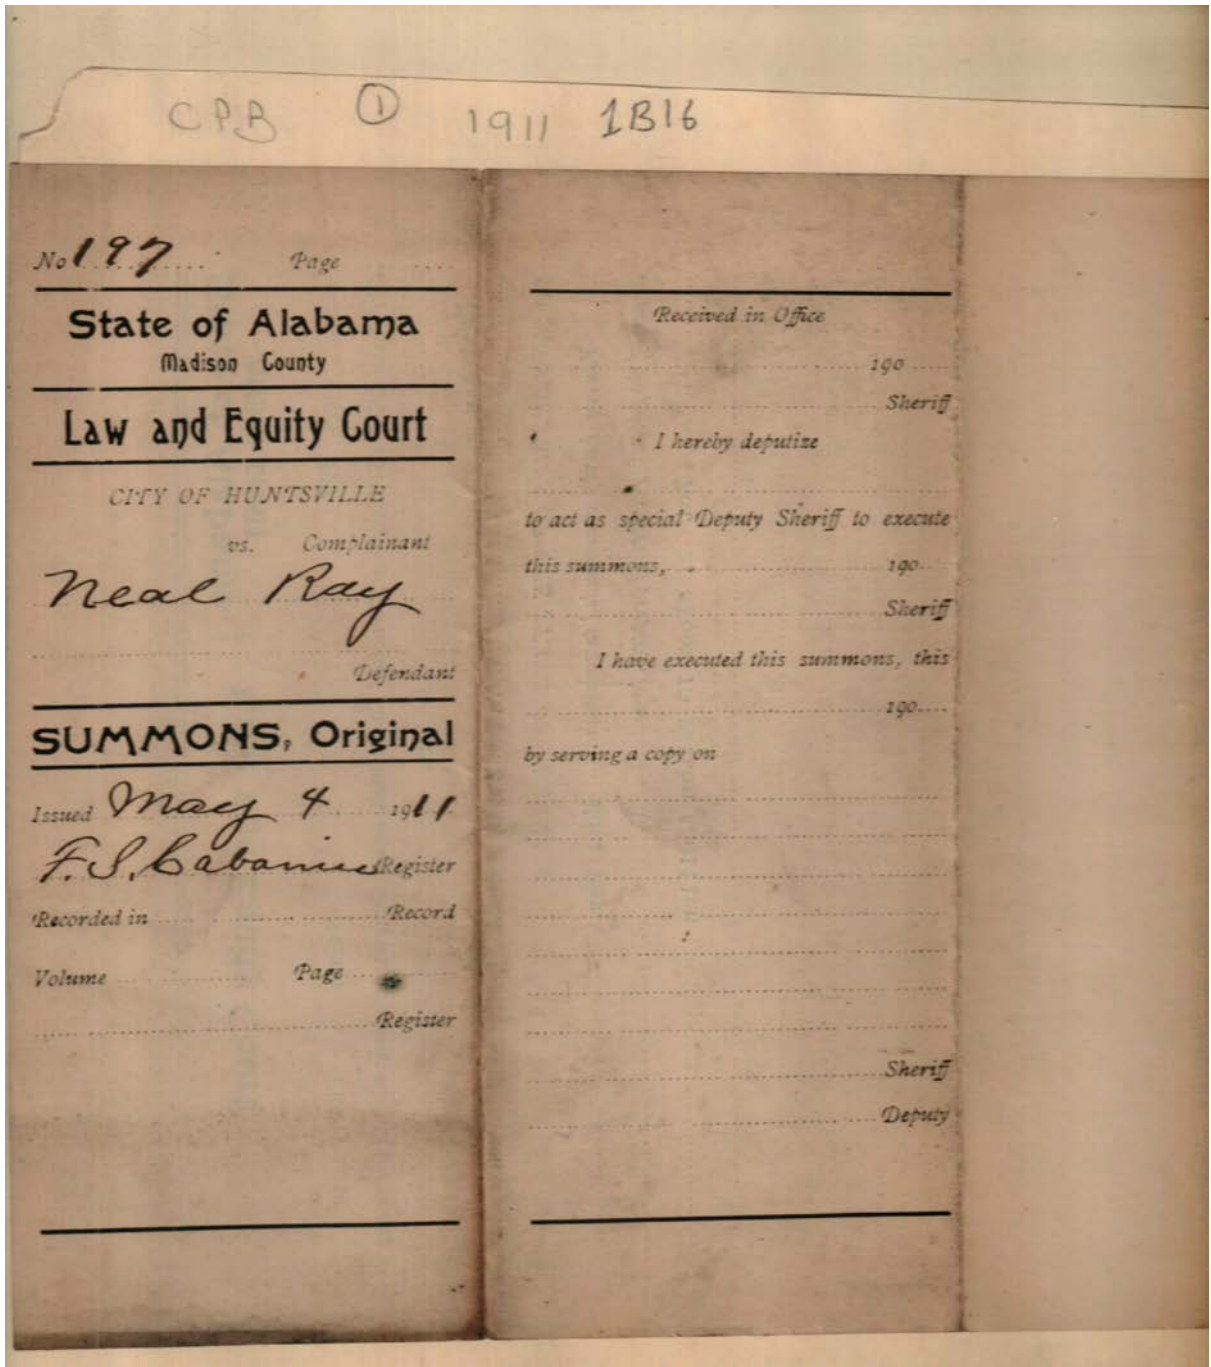 CPB ① 1911 1B16
No 197 Page
State of Alabama
Madison County
Law and Equity Court
CITY OF HUNTSVILLE
vs. Complainant
Neal Ray
Defendant
SUMMONS, Original
Issued May 4 1911
F. S. Cabaniss Register
Recorded in Record
Volume Page
Register
Received in Office
190
Sheriff
I hereby deputize
to act as special Deputy Sheriff to execute
this summons, 190
Sheriff
I have executed this summons, this
190
by serving a copy on
Sheriff
Deputy